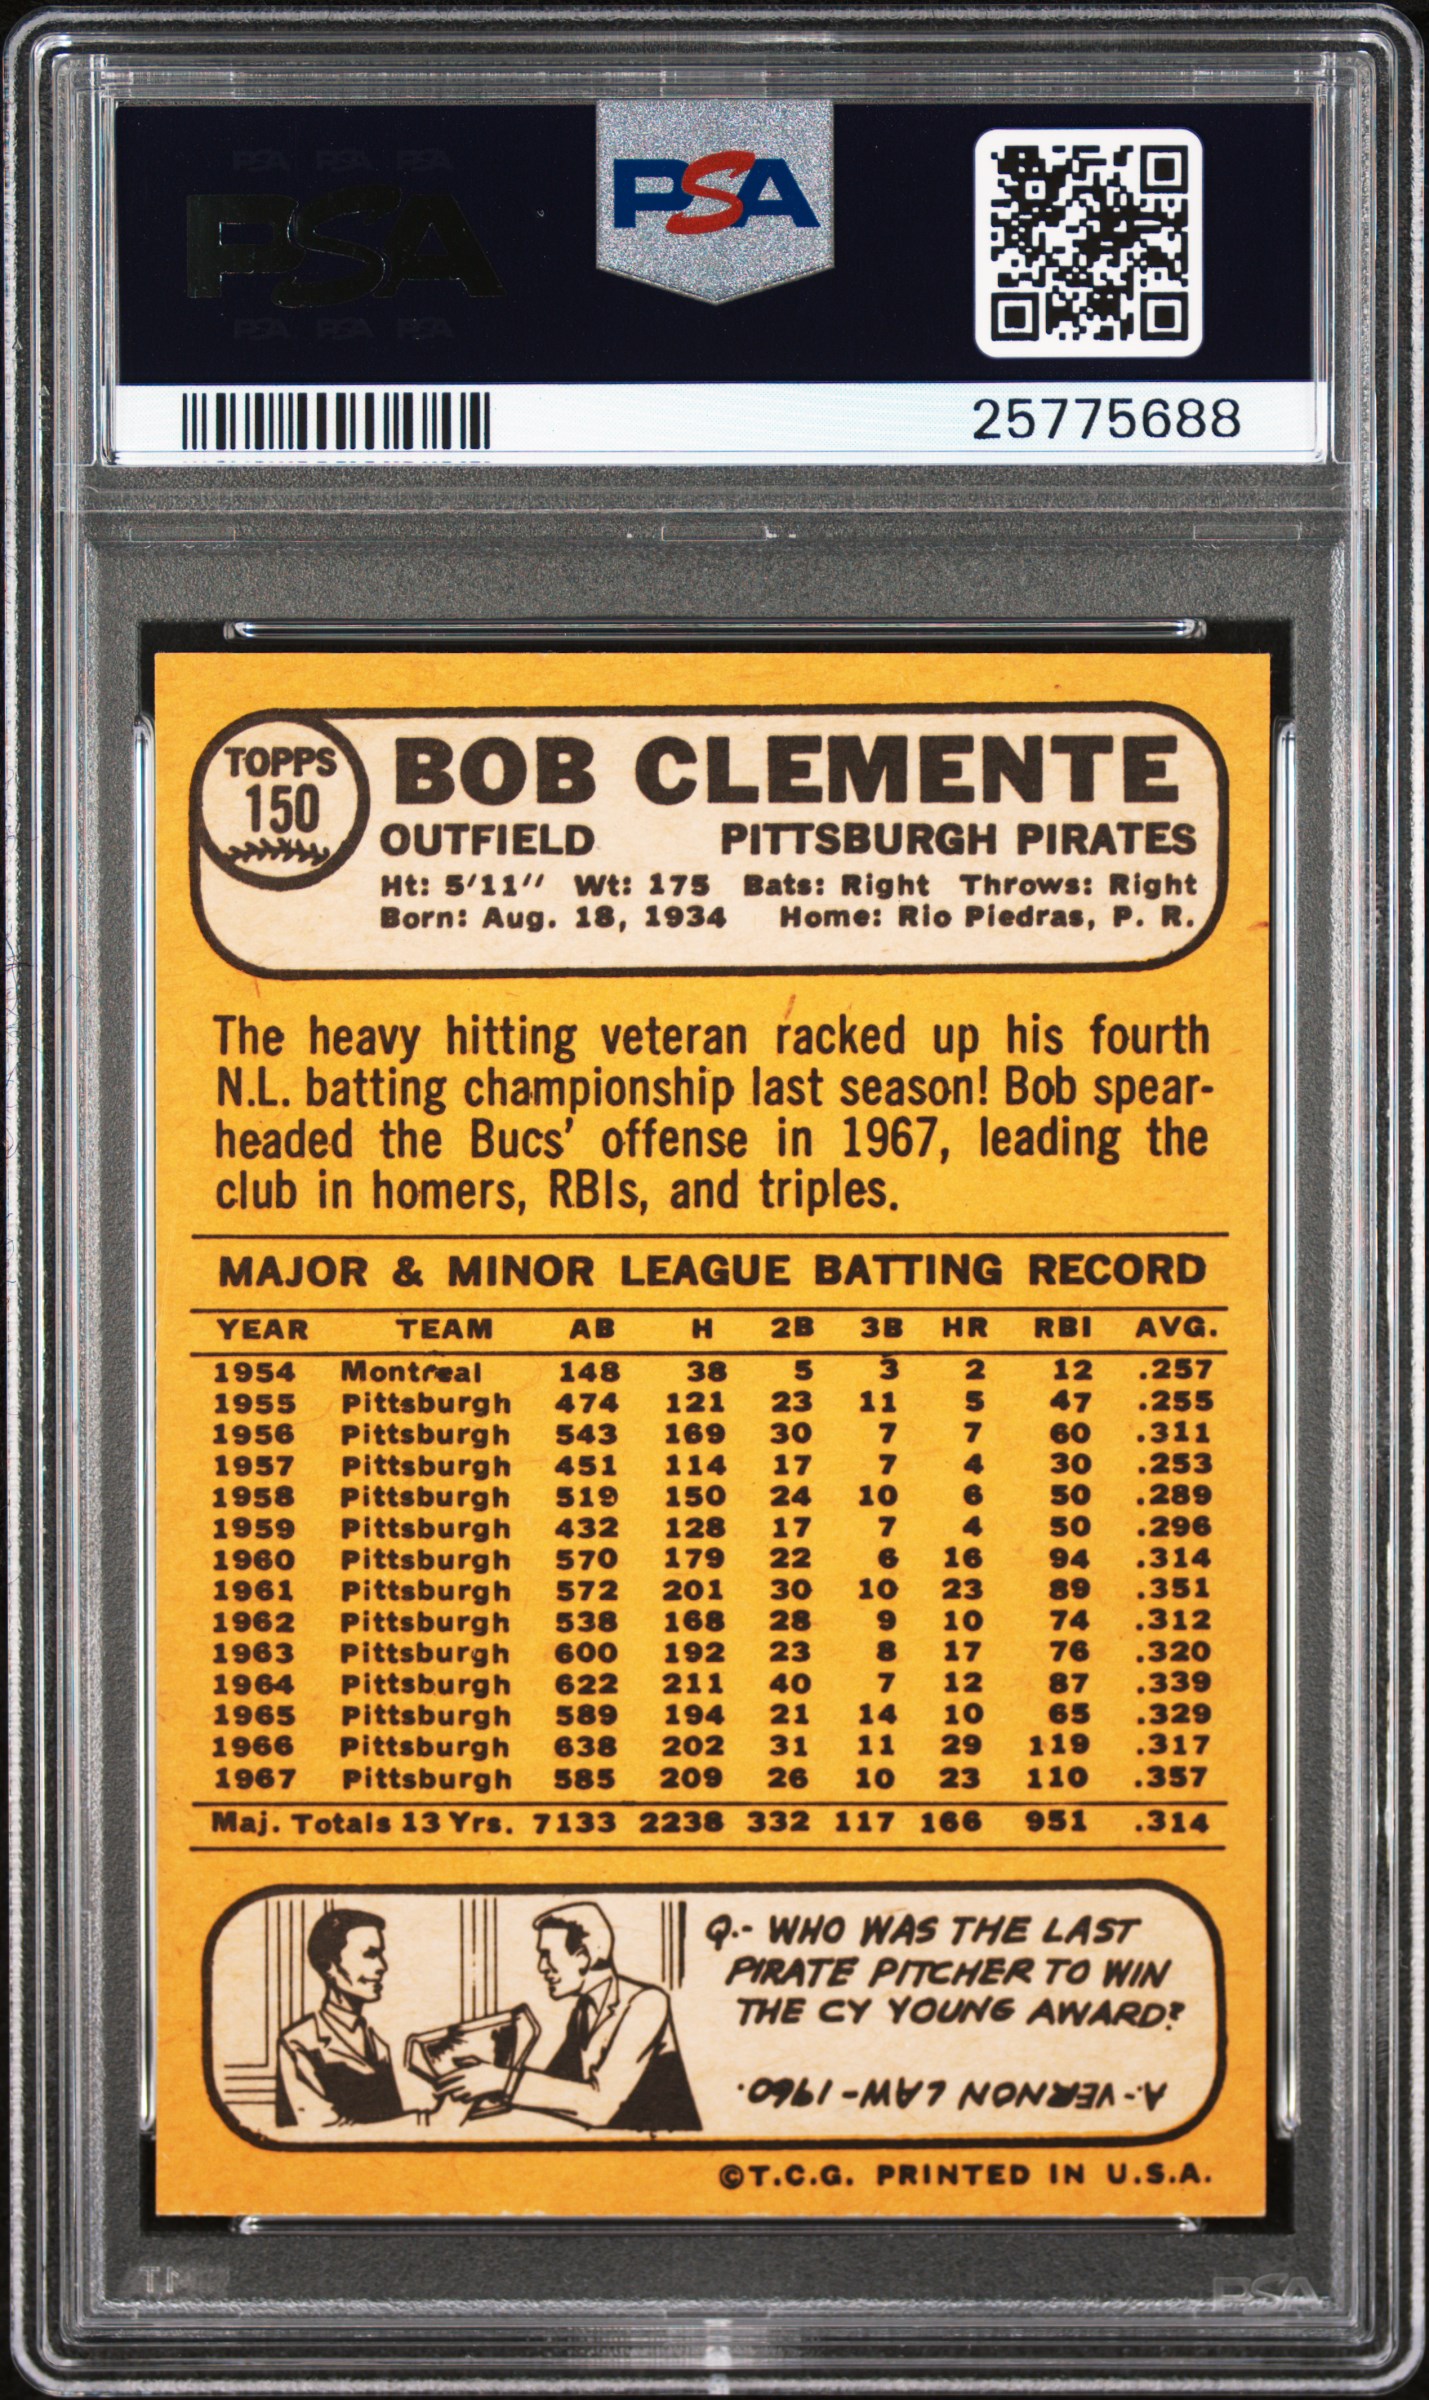 PSA PSA PSA
PSA
PSA PSA PSA
PSA
25775688
TOPPS
150
BOB CLEMENTE
OUTFIELD PITTSBURGH PIRATES
Ht: 5'11" Wt: 175 Bats: Right Throws: Right
Born: Aug. 18, 1934 Home: Rio Piedras, P. R.
The heavy hitting veteran racked up his fourth
N.L. batting championship last season! Bob spear-
headed the Bucs' offense in 1967, leading the
club in homers, RBIs, and triples.
MAJOR & MINOR LEAGUE BATTING RECORD
YEAR TEAM AB H 2B 3B HR RBI AVG.
1954 Montreal 148 38 5 3 2 12 .257
1955 Pittsburgh 474 121 23 11 5 47 .255
1956 Pittsburgh 543 169 30 7 7 60 .311
1957 Pittsburgh 451 114 17 7 4 30 .253
1958 Pittsburgh 519 150 24 10 6 50 .289
1959 Pittsburgh 432 128 17 7 4 50 .296
1960 Pittsburgh 570 179 22 6 16 94 .314
1961 Pittsburgh 572 201 30 10 23 89 .351
1962 Pittsburgh 538 168 28 9 10 74 .312
1963 Pittsburgh 600 192 23 8 17 76 .320
1964 Pittsburgh 622 211 40 7 12 87 .339
1965 Pittsburgh 589 194 21 14 10 65 .329
1966 Pittsburgh 638 202 31 11 29 119 .317
1967 Pittsburgh 585 209 26 10 23 110 .357
Maj. Totals 13 Yrs. 7133 2238 332 117 166 951 .314
Q.- WHO WAS THE LAST
PIRATE PITCHER TO WIN
THE CY YOUNG AWARD?
A.- VERNON LAW - 1960.
©T.C.G. PRINTED IN U.S.A.
PSA